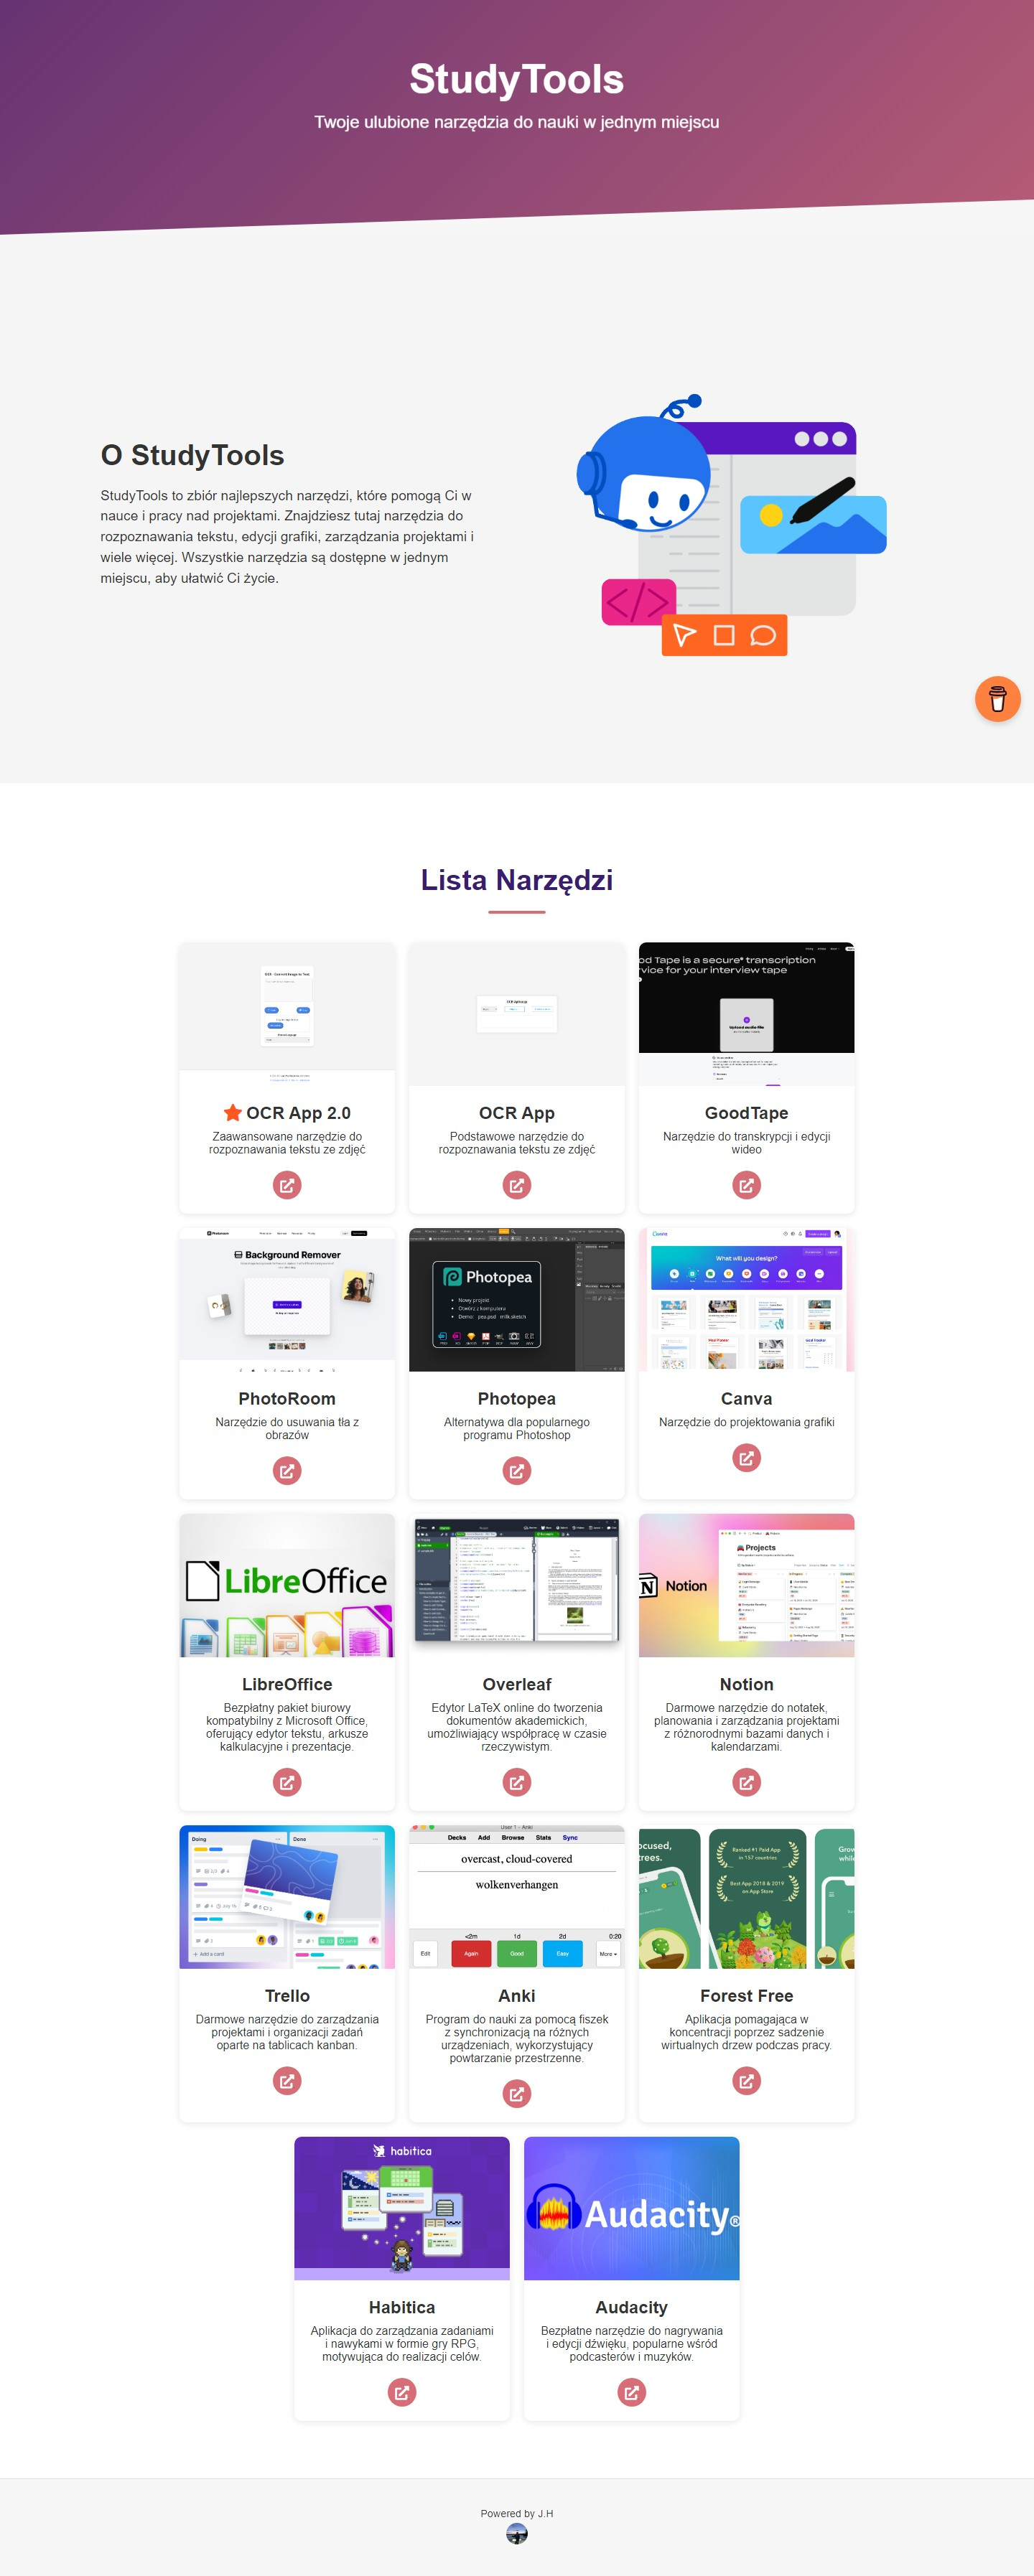 StudyTools
Twoje ulubione narzędzia do nauki w jednym miejscu
O StudyTools
StudyTools to zbiór najlepszych narzędzi, które pomogą Ci w
nauce i pracy nad projektami. Znajdziesz tutaj narzędzia do
rozpoznawania tekstu, edycji grafiki, zarządzania projektami i
wiele więcej. Wszystkie narzędzia są dostępne w jednym
miejscu, aby ułatwić Ci życie.
Lista Narzędzi
od Tape is a secure* transcription
vice for your interview tape
Upload audio file
OCR App 2.0
Zaawansowane narzędzie do
rozpoznawania tekstu ze zdjęć
OCR App
Podstawowe narzędzie do
rozpoznawania tekstu ze zdjęć
GoodTape
Narzędzie do transkrypcji i edycji
wideo
Background Remover
Photopea
Nowy projekt
Otwórz z komputera
Demo: pea.psd milk.sketch
What will you design?
PhotoRoom
Narzędzie do usuwania tła z
obrazów
Photopea
Alternatywa dla popularnego
programu Photoshop
Canva
Narzędzie do projektowania grafiki
LibreOffice
Notion
Projects
LibreOffice
Bezpłatny pakiet biurowy
kompatybilny z Microsoft Office,
oferujący edytor tekstu, arkusze
kalkulacyjne i prezentacje.
Overleaf
Edytor LaTeX online do tworzenia
dokumentów akademickich,
umożliwiający współpracę w czasie
rzeczywistym.
Notion
Darmowe narzędzie do notatek,
planowania i zarządzania projektami
z różnorodnymi bazami danych i
kalendarzami.
Doing
Done
+ Add a card
User 1 - Anki
Decks Add Browse Stats Sync
overcast, cloud-covered
wolkenverhangen
<2m 1d 2d 0:20
Edit Again Good Easy More
ocused,
trees.
Ranked #1 Paid App
in 157 countries
Best App 2018 & 2019
on App Store
Grow
while
Trello
Darmowe narzędzie do zarządzania
projektami i organizacji zadań
oparte na tablicach kanban.
Anki
Program do nauki za pomocą fiszek
z synchronizacją na różnych
urządzeniach, wykorzystujący
powtarzanie przestrzenne.
Forest Free
Aplikacja pomagająca w
koncentracji poprzez sadzenie
wirtualnych drzew podczas pracy.
habitica
Audacity®
Habitica
Aplikacja do zarządzania zadaniami
i nawykami w formie gry RPG,
motywująca do realizacji celów.
Audacity
Bezpłatne narzędzie do nagrywania
i edycji dźwięku, popularne wśród
podcasterów i muzyków.
Powered by J.H